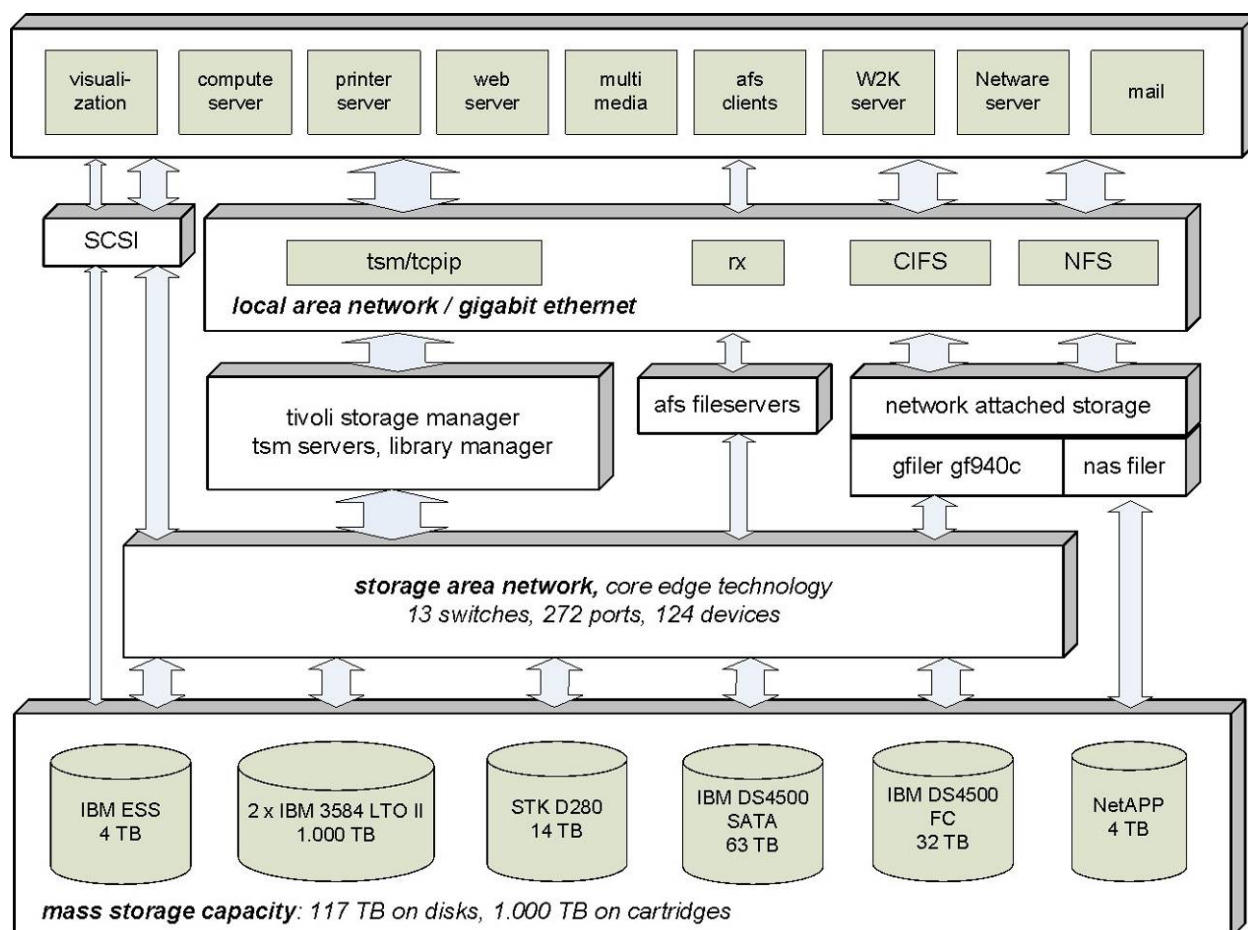 visuali-
zation
compute
server
printer
server
web
server
multi
media
afs
clients
W2K
server
Netware
server
mail
SCSI
tsm/tcpip
rx
CIFS
NFS
local area network / gigabit ethernet
tivoli storage manager
tsm servers, library manager
afs fileservers
network attached storage
gfiler gf940c
nas filer
storage area network, core edge technology
13 switches, 272 ports, 124 devices
IBM ESS
4 TB
2 x IBM 3584 LTO II
1.000 TB
STK D280
14 TB
IBM DS4500
SATA
63 TB
IBM DS4500
FC
32 TB
NetAPP
4 TB
mass storage capacity: 117 TB on disks, 1.000 TB on cartridges